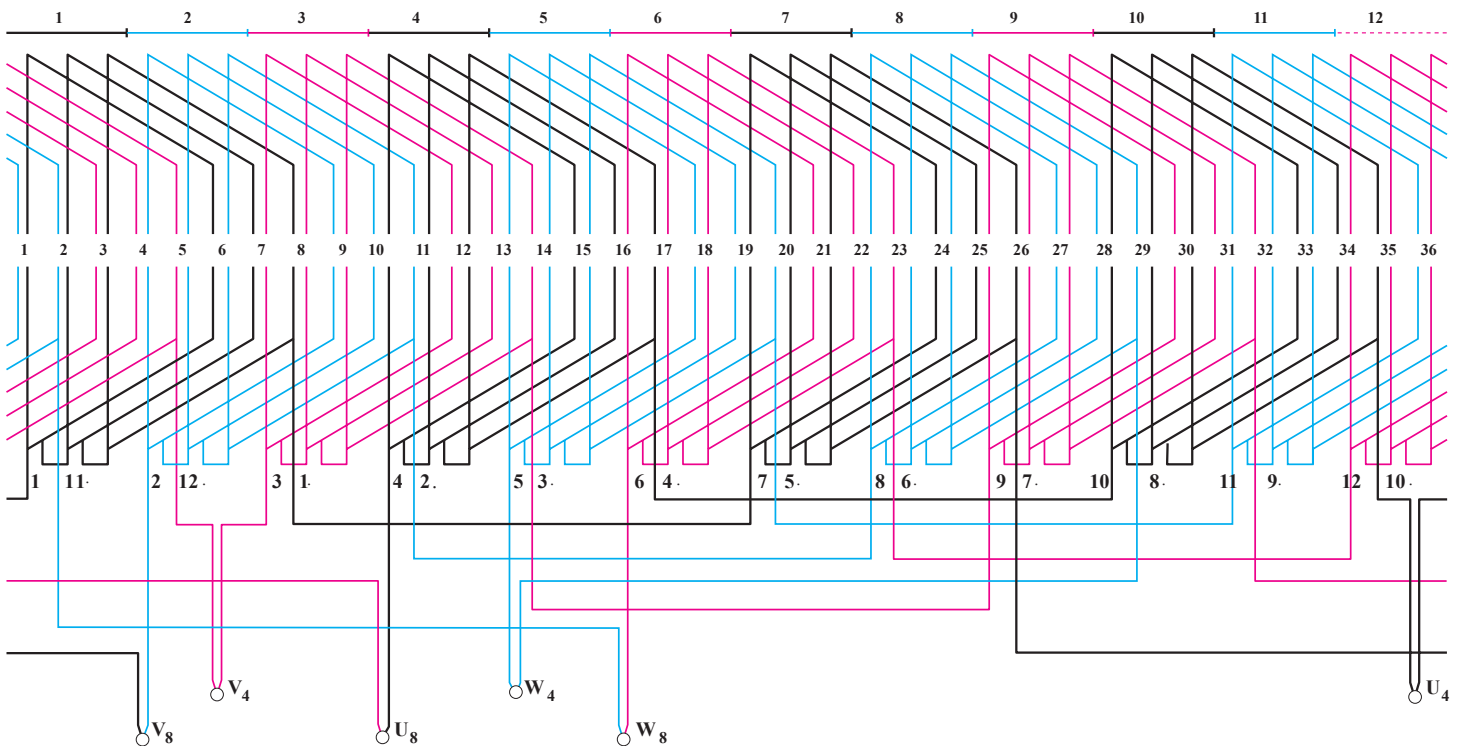 1 2 3 4 5 6 7 8 9 10 11 12
1 2 3 4 5 6 7 8 9 10 11 12 13 14 15 16 17 18 19 20 21 22 23 24 25 26 27 28 29 30 31 32 33 34 35 36
1 11. 2 12. 3 1. 4 2. 5 3. 6 4. 7 5. 8 6. 9 7. 10 8. 11 9. 12 10.
V4 W4 U4
V8 U8 W8